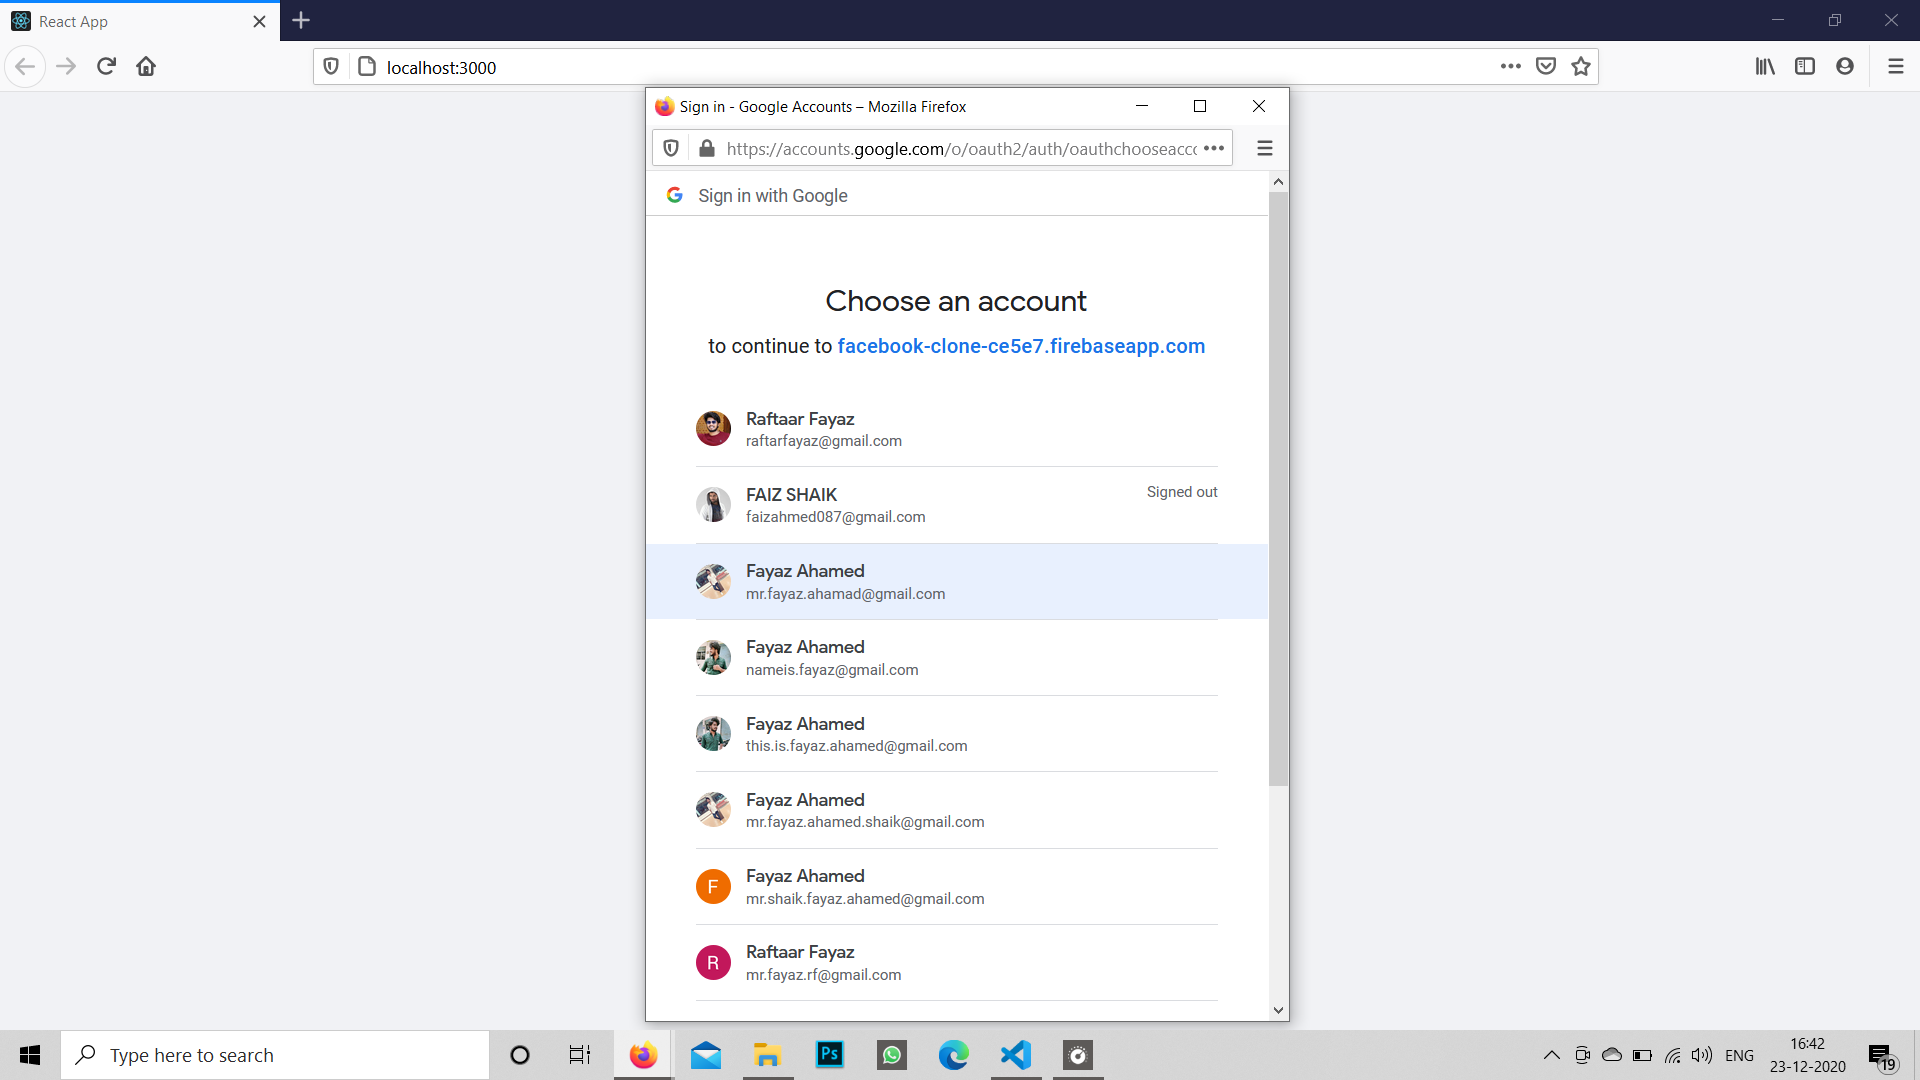 React App
localhost:3000
Sign in - Google Accounts – Mozilla Firefox
https://accounts.google.com/o/oauth2/auth/oauthchooseacc
Sign in with Google
Choose an account
to continue to facebook-clone-ce5e7.firebaseapp.com
Raftaar Fayaz
raftarfayaz@gmail.com
FAIZ SHAIK
Signed out
faizahmed087@gmail.com
Fayaz Ahamed
mr.fayaz.ahamad@gmail.com
Fayaz Ahamed
nameis.fayaz@gmail.com
Fayaz Ahamed
this.is.fayaz.ahamed@gmail.com
Fayaz Ahamed
mr.fayaz.ahamed.shaik@gmail.com
F
Fayaz Ahamed
mr.shaik.fayaz.ahamed@gmail.com
R
Raftaar Fayaz
mr.fayaz.rf@gmail.com
Type here to search
Ps
ENG
16:42
23-12-2020
19